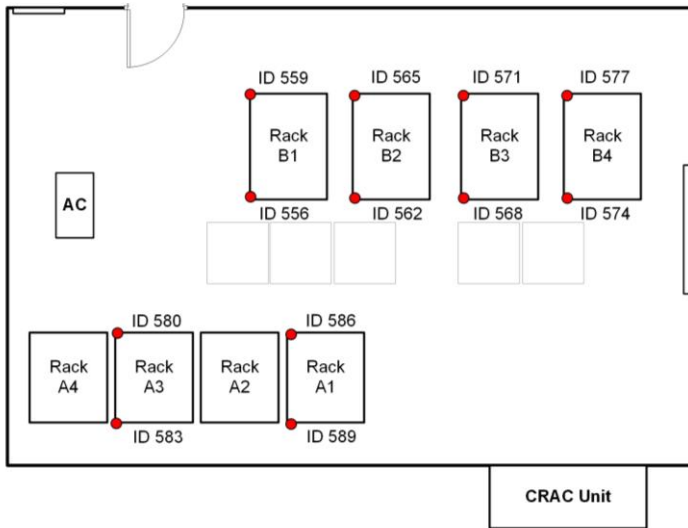 ID 559
ID 565
ID 571
ID 577
Rack
B1
Rack
B2
Rack
B3
Rack
B4
AC
ID 556
ID 562
ID 568
ID 574
ID 580
ID 586
Rack
A4
Rack
A3
Rack
A2
Rack
A1
ID 583
ID 589
CRAC Unit